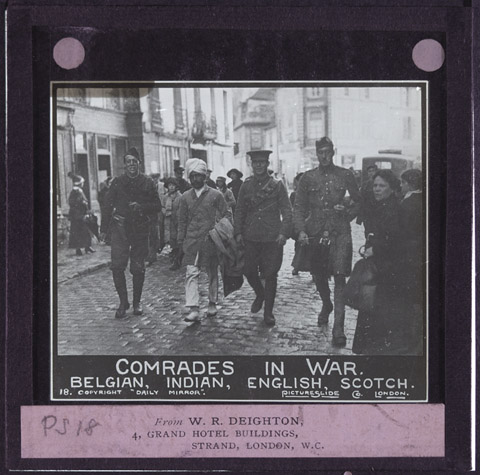 COMRADES IN WAR.
BELGIAN, INDIAN, ENGLISH, SCOTCH.
18. COPYRIGHT "DAILY MIRROR". PICTURESLIDE CO. LONDON.
PS 18
From W. R. DEIGHTON,
4, GRAND HOTEL BUILDINGS,
STRAND, LONDON, W.C.